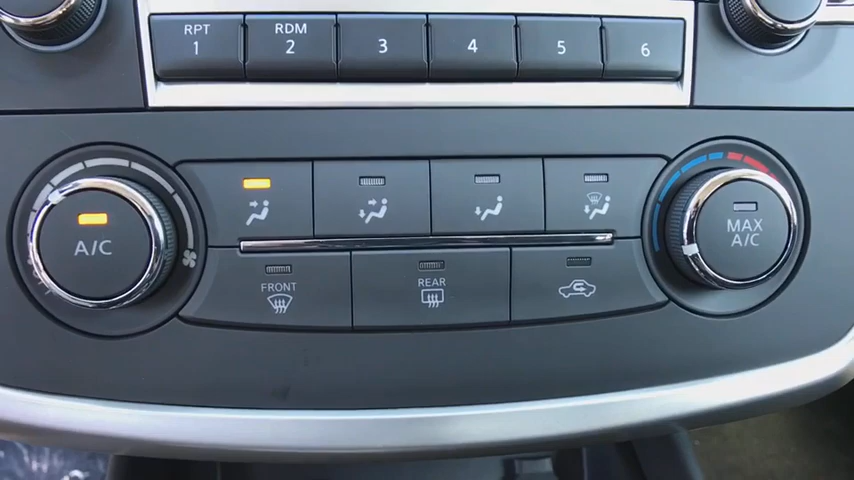 RPT RDM
1 2 3 4 5 6
A/C
MAX
A/C
FRONT
REAR